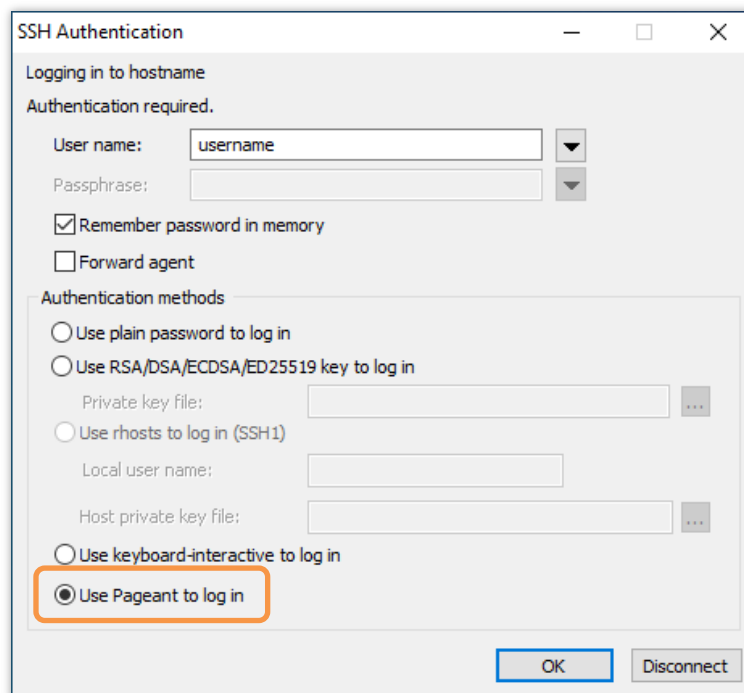 SSH Authentication
Logging in to hostname
Authentication required.
User name: username
Passphrase:
Remember password in memory
Forward agent
Authentication methods
Use plain password to log in
Use RSA/DSA/ECDSA/ED25519 key to log in
Private key file: ...
Use rhosts to log in (SSH1)
Local user name:
Host private key file: ...
Use keyboard-interactive to log in
Use Pageant to log in
OK Disconnect